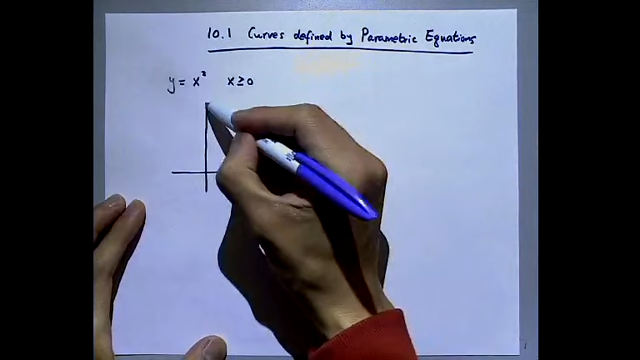 10.1 Curves defined by Parametric Equations
y = x² x ≥ 0